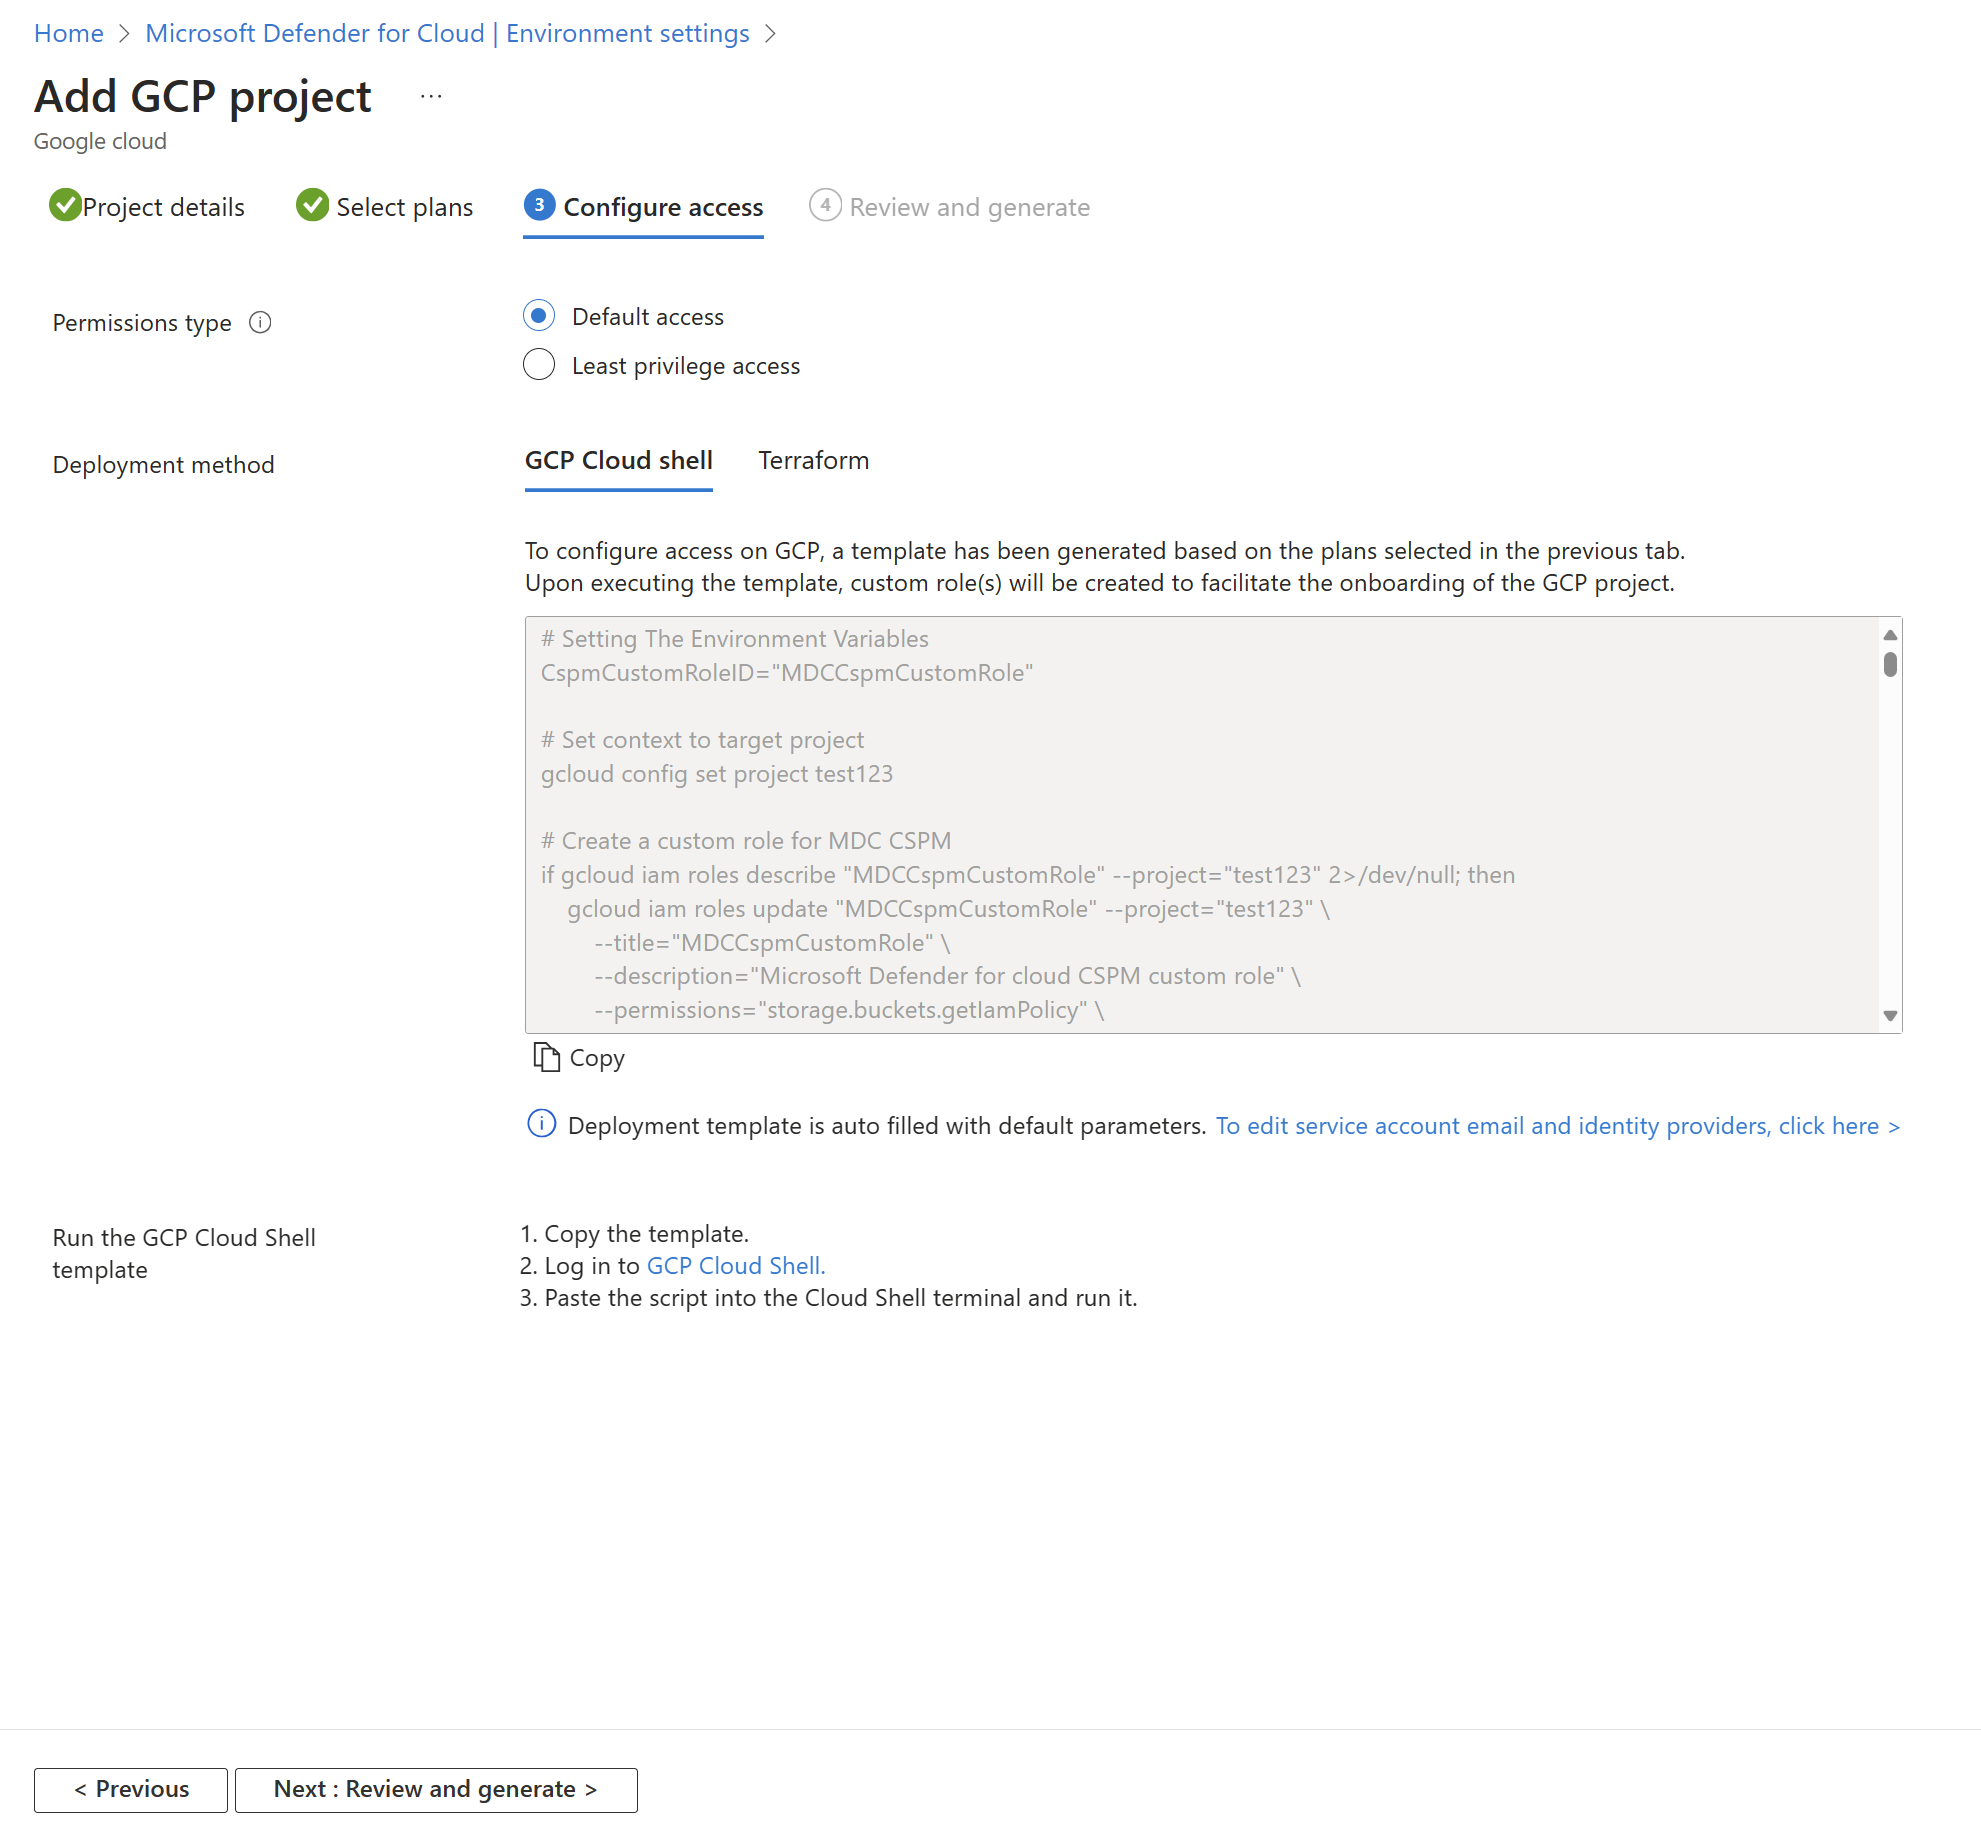 Home > Microsoft Defender for Cloud | Environment settings >
Add GCP project ...
Google cloud
Project details Select plans 3 Configure access 4 Review and generate
Permissions type
Default access
Least privilege access
Deployment method
GCP Cloud shell Terraform
To configure access on GCP, a template has been generated based on the plans selected in the previous tab.
Upon executing the template, custom role(s) will be created to facilitate the onboarding of the GCP project.
# Setting The Environment Variables
CspmCustomRoleID="MDCCspmCustomRole"
# Set context to target project
gcloud config set project test123
# Create a custom role for MDC CSPM
if gcloud iam roles describe "MDCCspmCustomRole" --project="test123" 2>/dev/null; then
gcloud iam roles update "MDCCspmCustomRole" --project="test123" \
--title="MDCCspmCustomRole" \
--description="Microsoft Defender for cloud CSPM custom role" \
--permissions="storage.buckets.getIamPolicy" \
Copy
Deployment template is auto filled with default parameters. To edit service account email and identity providers, click here >
Run the GCP Cloud Shell
template
1. Copy the template.
2. Log in to GCP Cloud Shell.
3. Paste the script into the Cloud Shell terminal and run it.
< Previous Next : Review and generate >